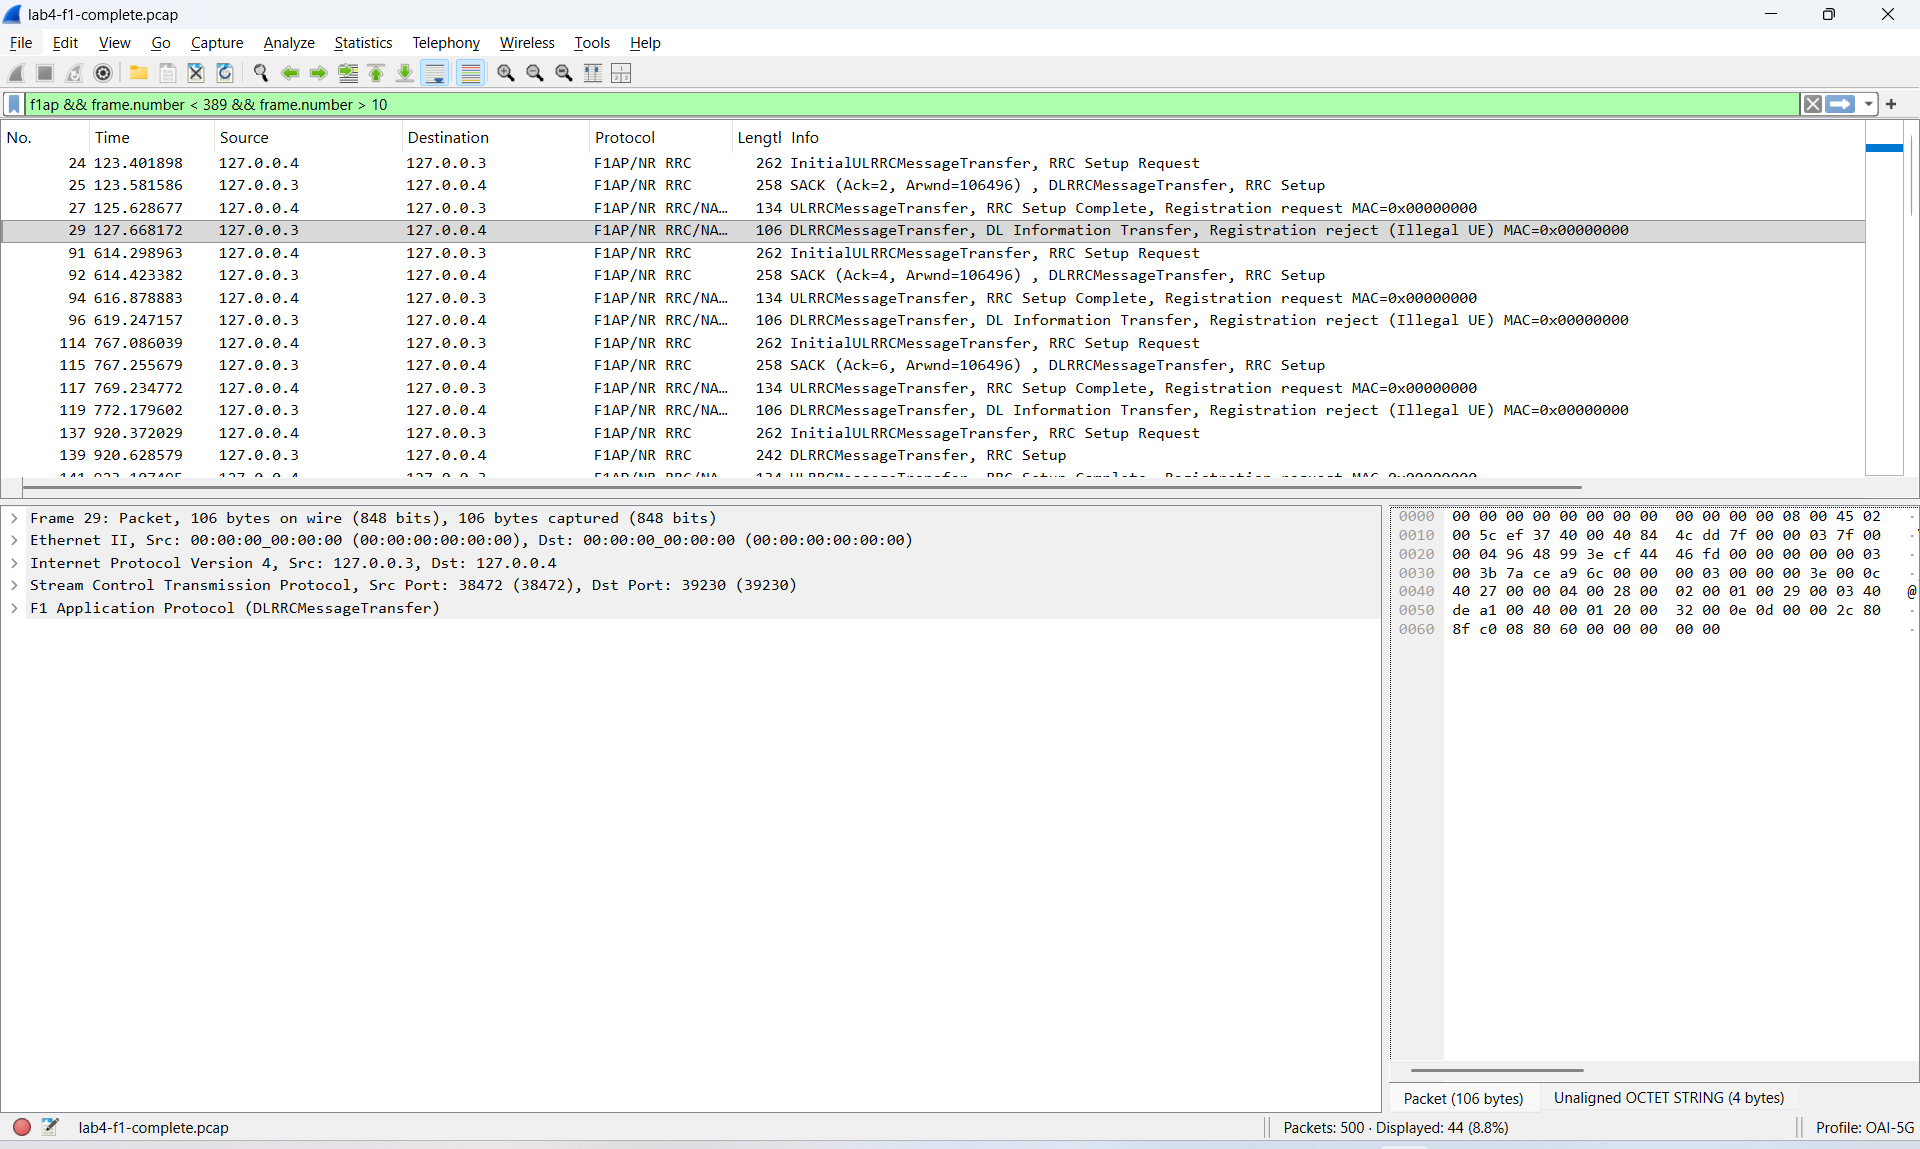 lab4-f1-complete.pcap
File Edit View Go Capture Analyze Statistics Telephony Wireless Tools Help
f1ap && frame.number < 389 && frame.number > 10
No. Time Source Destination Protocol Lengtl Info
24 123.401898 127.0.0.4 127.0.0.3 F1AP/NR RRC 262 InitialULRRCMessageTransfer, RRC Setup Request
25 123.581586 127.0.0.3 127.0.0.4 F1AP/NR RRC 258 SACK (Ack=2, Arwnd=106496) , DLRRCMessageTransfer, RRC Setup
27 125.628677 127.0.0.4 127.0.0.3 F1AP/NR RRC/NA… 134 ULRRCMessageTransfer, RRC Setup Complete, Registration request MAC=0x00000000
29 127.668172 127.0.0.3 127.0.0.4 F1AP/NR RRC/NA… 106 DLRRCMessageTransfer, DL Information Transfer, Registration reject (Illegal UE) MAC=0x00000000
91 614.298963 127.0.0.4 127.0.0.3 F1AP/NR RRC 262 InitialULRRCMessageTransfer, RRC Setup Request
92 614.423382 127.0.0.3 127.0.0.4 F1AP/NR RRC 258 SACK (Ack=4, Arwnd=106496) , DLRRCMessageTransfer, RRC Setup
94 616.878883 127.0.0.4 127.0.0.3 F1AP/NR RRC/NA… 134 ULRRCMessageTransfer, RRC Setup Complete, Registration request MAC=0x00000000
96 619.247157 127.0.0.3 127.0.0.4 F1AP/NR RRC/NA… 106 DLRRCMessageTransfer, DL Information Transfer, Registration reject (Illegal UE) MAC=0x00000000
114 767.086039 127.0.0.4 127.0.0.3 F1AP/NR RRC 262 InitialULRRCMessageTransfer, RRC Setup Request
115 767.255679 127.0.0.3 127.0.0.4 F1AP/NR RRC 258 SACK (Ack=6, Arwnd=106496) , DLRRCMessageTransfer, RRC Setup
117 769.234772 127.0.0.4 127.0.0.3 F1AP/NR RRC/NA… 134 ULRRCMessageTransfer, RRC Setup Complete, Registration request MAC=0x00000000
119 772.179602 127.0.0.3 127.0.0.4 F1AP/NR RRC/NA… 106 DLRRCMessageTransfer, DL Information Transfer, Registration reject (Illegal UE) MAC=0x00000000
137 920.372029 127.0.0.4 127.0.0.3 F1AP/NR RRC 262 InitialULRRCMessageTransfer, RRC Setup Request
139 920.628579 127.0.0.3 127.0.0.4 F1AP/NR RRC 242 DLRRCMessageTransfer, RRC Setup
Frame 29: Packet, 106 bytes on wire (848 bits), 106 bytes captured (848 bits)
Ethernet II, Src: 00:00:00_00:00:00 (00:00:00:00:00:00), Dst: 00:00:00_00:00:00 (00:00:00:00:00:00)
Internet Protocol Version 4, Src: 127.0.0.3, Dst: 127.0.0.4
Stream Control Transmission Protocol, Src Port: 38472 (38472), Dst Port: 39230 (39230)
F1 Application Protocol (DLRRCMessageTransfer)
0000 00 00 00 00 00 00 00 00 00 00 00 00 08 00 45 02 ·
0010 00 5c ef 37 40 00 40 84 4c dd 7f 00 00 03 7f 00 ·
0020 00 04 96 48 99 3e cf 44 46 fd 00 00 00 00 00 03 ·
0030 00 3b 7a ce a9 6c 00 00 00 03 00 00 00 3e 00 0c ·
0040 40 27 00 00 04 00 28 00 02 00 01 00 29 00 03 40 @
0050 de a1 00 40 00 01 20 00 32 00 0e 0d 00 00 2c 80 ·
0060 8f c0 08 80 60 00 00 00 00 00 ·
Packet (106 bytes) Unaligned OCTET STRING (4 bytes)
lab4-f1-complete.pcap Packets: 500 · Displayed: 44 (8.8%) Profile: OAI-5G